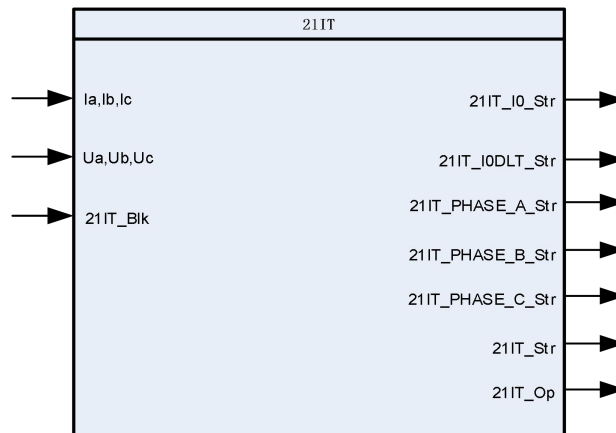 21IT
Ia,Ib,Ic
Ua,Ub,Uc
21IT_Blk
21IT_I0_Str
21IT_I0DLT_Str
21IT_PHASE_A_Str
21IT_PHASE_B_Str
21IT_PHASE_C_Str
21IT_Str
21IT_Op